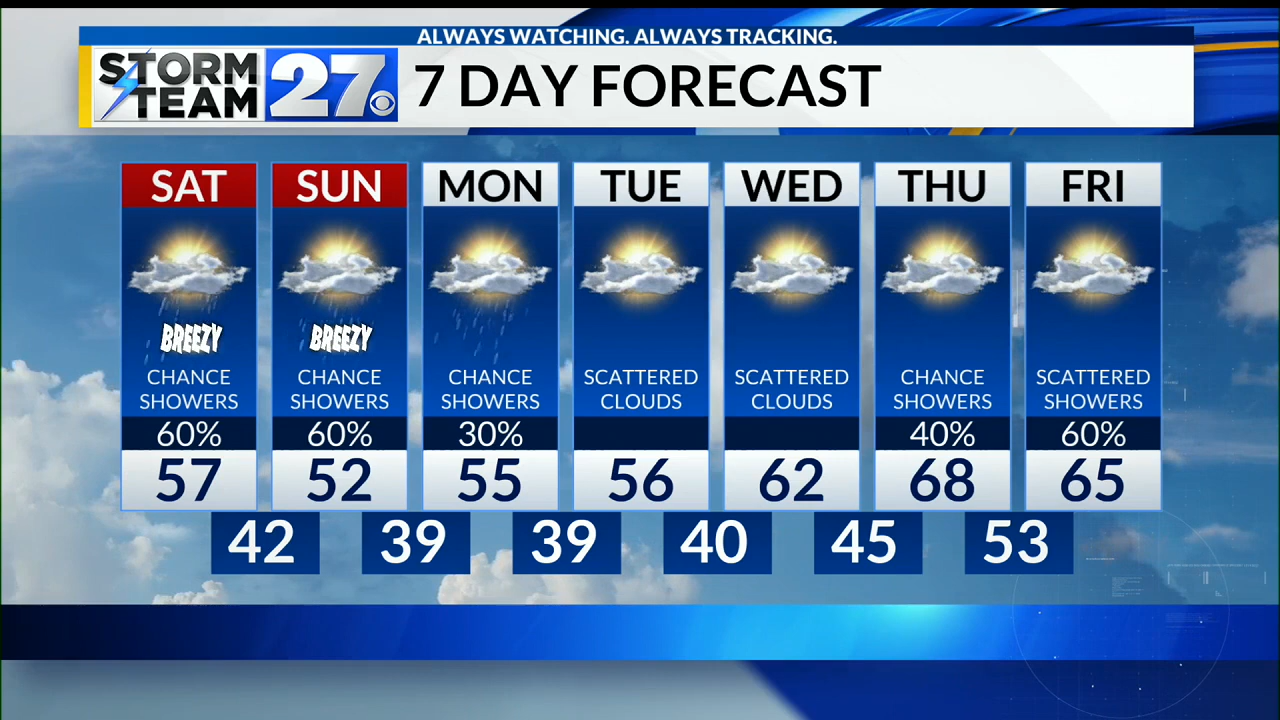 ALWAYS WATCHING. ALWAYS TRACKING.
STORM
TEAM
27
7 DAY FORECAST
SAT SUN MON TUE WED THU FRI
BREEZY BREEZY
CHANCE CHANCE CHANCE SCATTERED SCATTERED CHANCE SCATTERED
SHOWERS SHOWERS SHOWERS CLOUDS CLOUDS SHOWERS SHOWERS
60% 60% 30% 40% 60%
57 52 55 56 62 68 65
42 39 39 40 45 53